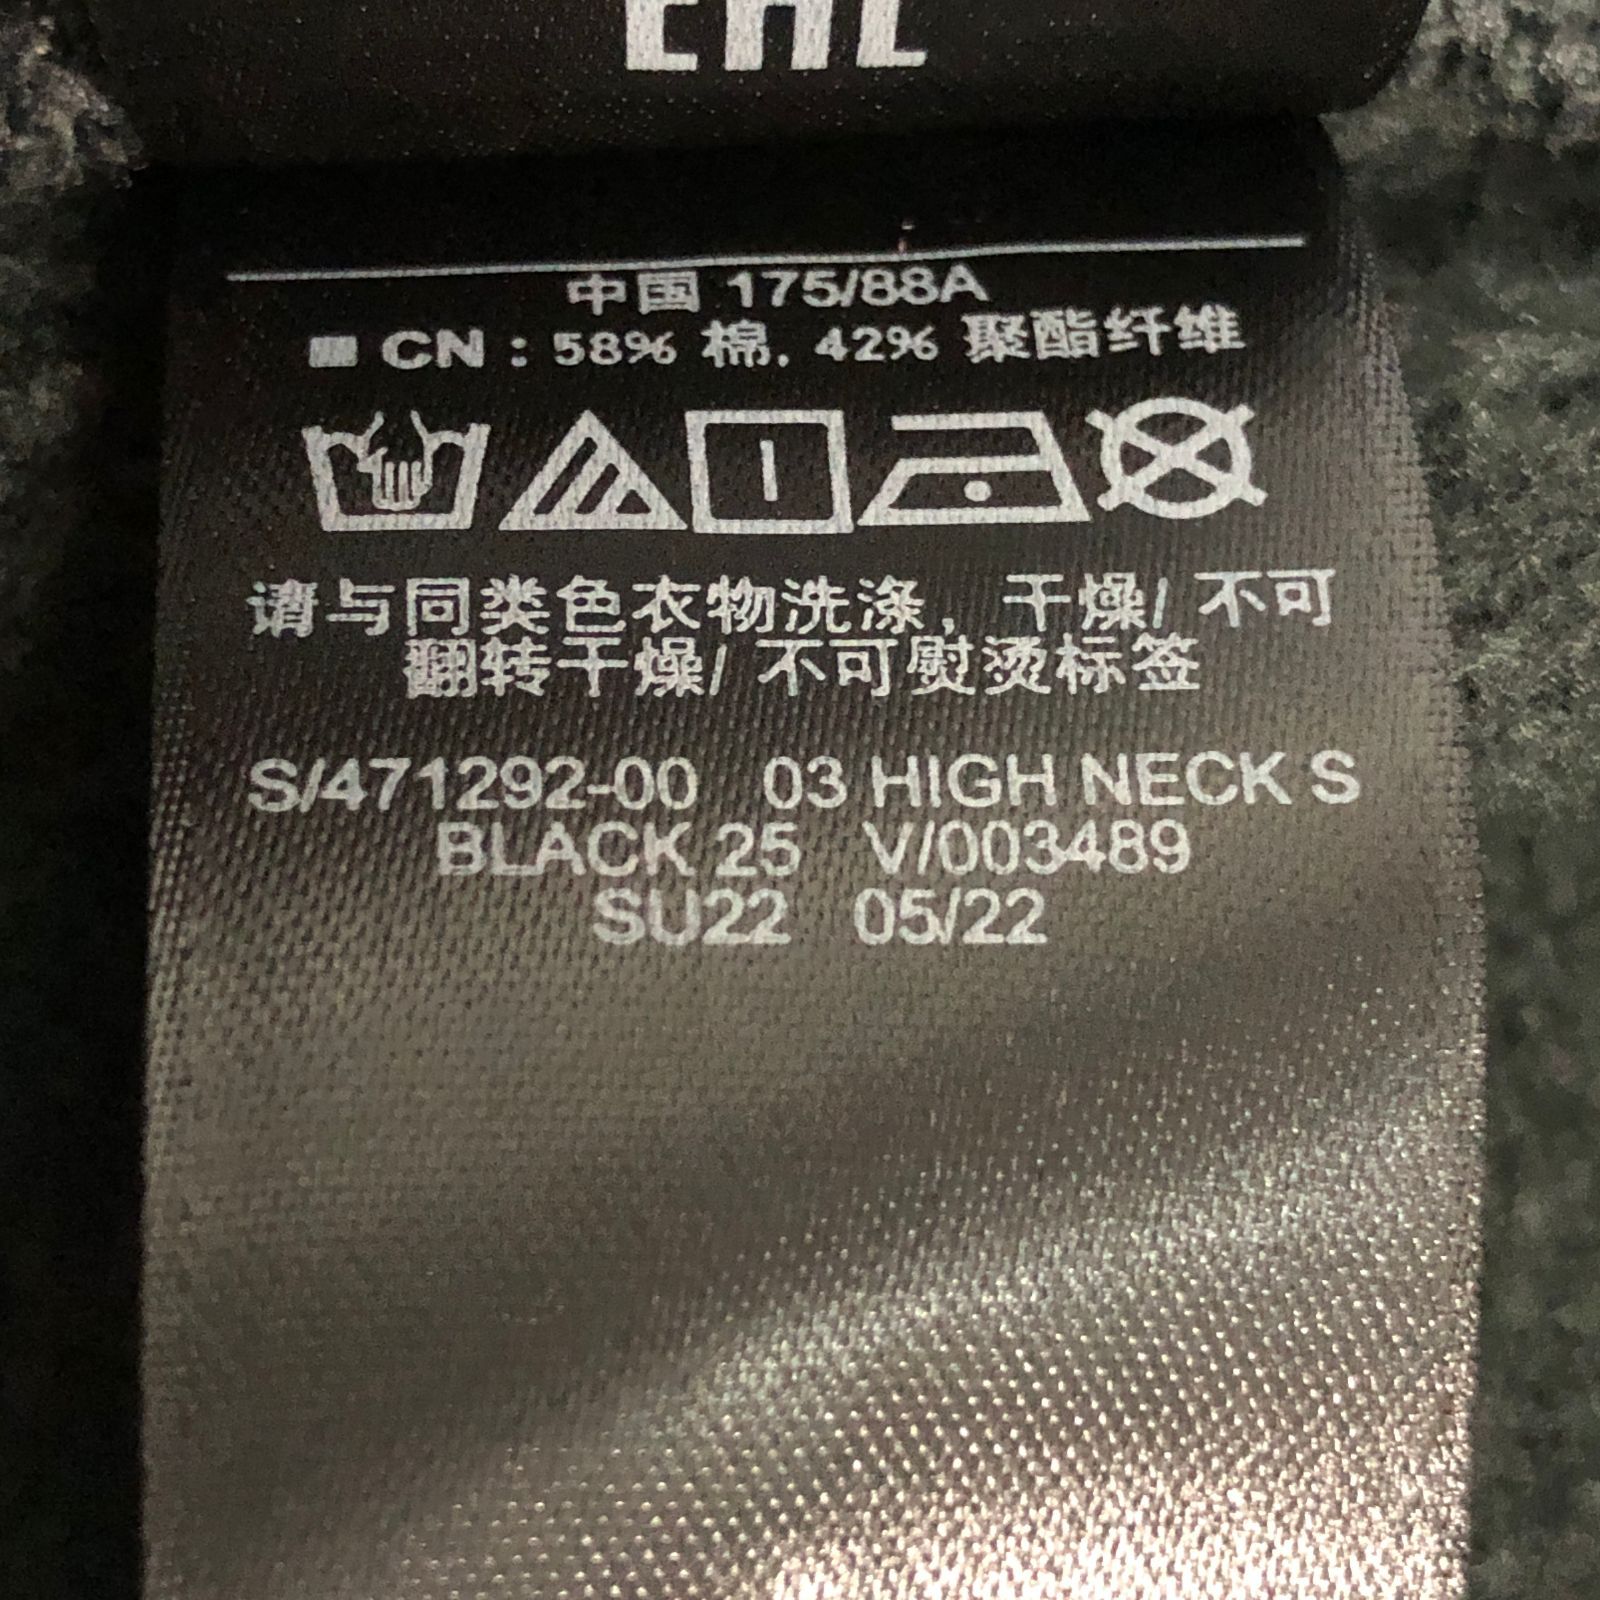 EAC
中国 175/88A
■ CN : 58% 棉, 42% 聚酯纤维
请与同类色衣物洗涤, 干燥/ 不可
翻转干燥/ 不可熨烫标签
S/471292-00 03 HIGH NECK S
BLACK 25 V/003489
SU22 05/22